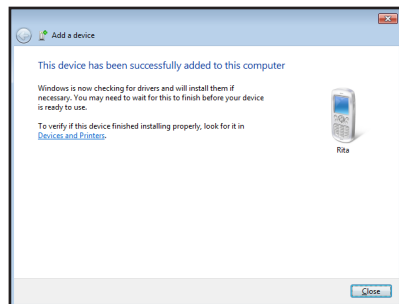 Add a device
This device has been successfully added to this computer
Windows is now checking for drivers and will install them if
necessary. You may need to wait for this to finish before your device
is ready to use.
To verify if this device finished installing properly, look for it in
Devices and Printers.
Rita
Close